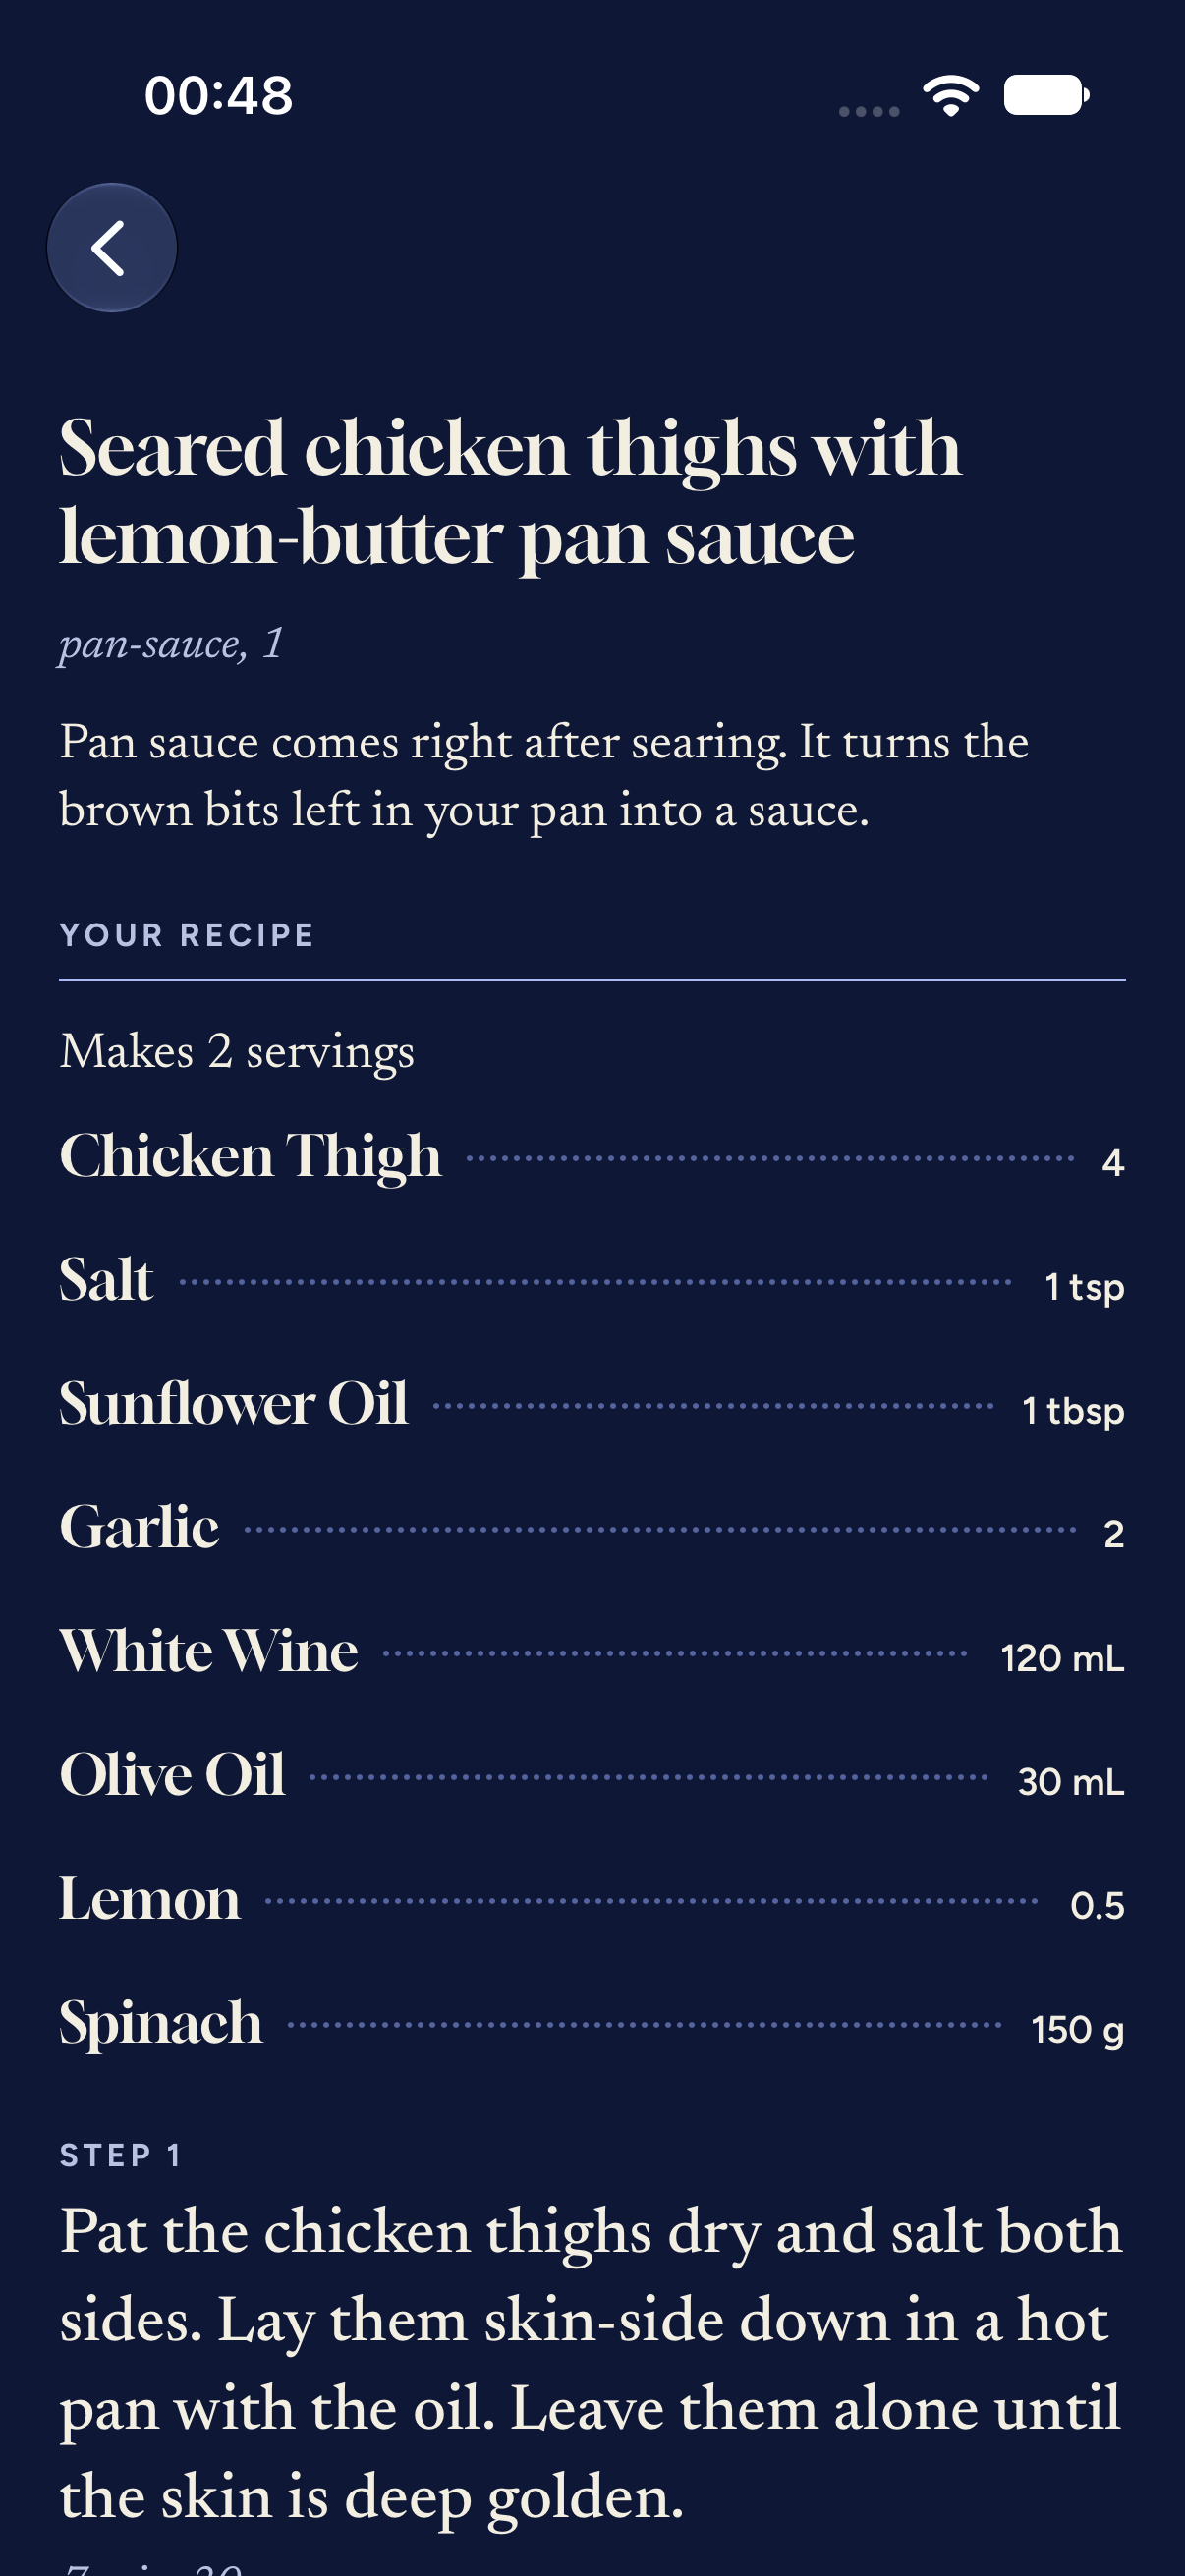 00:48
Seared chicken thighs with
lemon-butter pan sauce
pan-sauce, 1
Pan sauce comes right after searing. It turns the
brown bits left in your pan into a sauce.
YOUR RECIPE
Makes 2 servings
Chicken Thigh 4
Salt 1 tsp
Sunflower Oil 1 tbsp
Garlic 2
White Wine 120 mL
Olive Oil 30 mL
Lemon 0.5
Spinach 150 g
STEP 1
Pat the chicken thighs dry and salt both
sides. Lay them skin-side down in a hot
pan with the oil. Leave them alone until
the skin is deep golden.